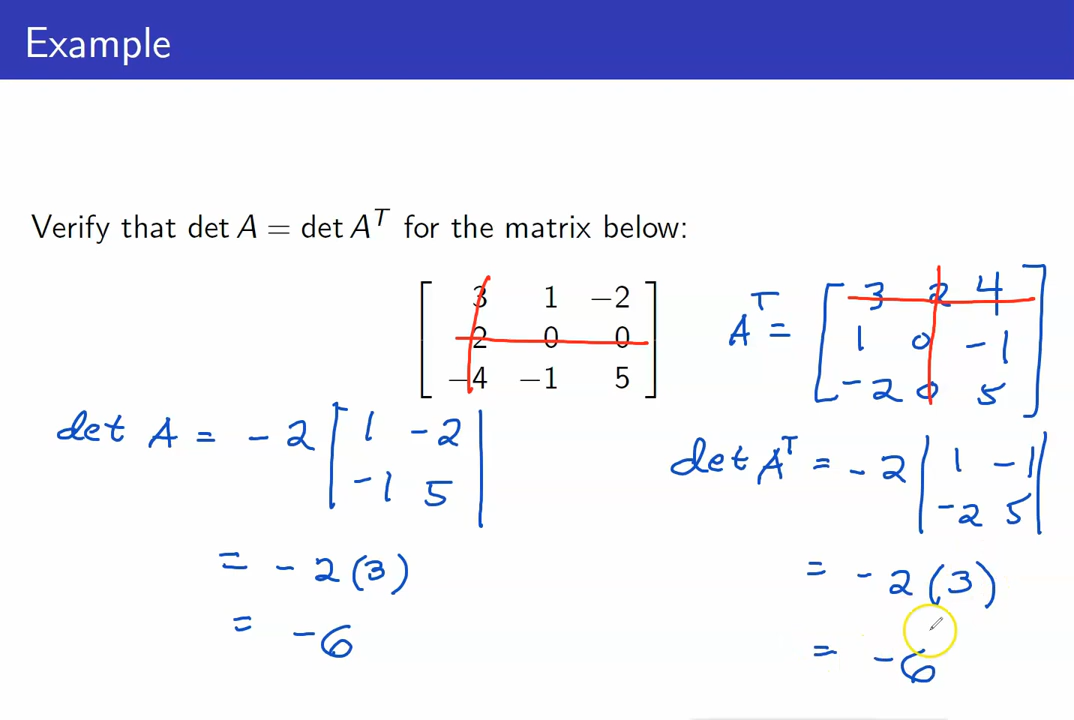 Example
Verify that det A = det A^T for the matrix below:
3 1 −2
2 0 0
−4 −1 5
A^T =
3 2 4
1 0 -1
-2 0 5
det A = -2 | 1 -2 |
| -1 5 |
= -2(3)
= -6
det A^T = -2 | 1 -1 |
| -2 5 |
= -2(3)
= -6